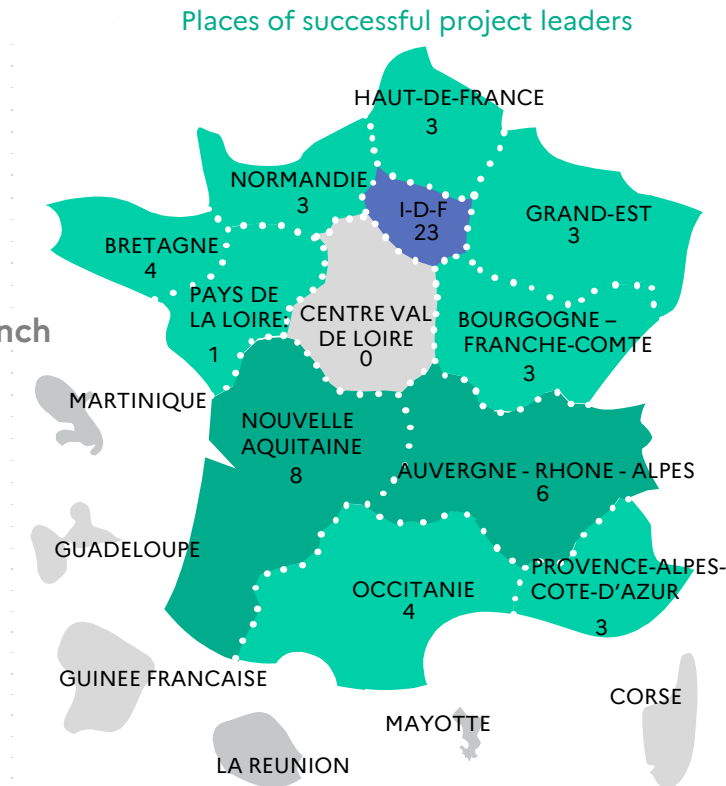 Places of successful project leaders
HAUT-DE-FRANCE
3
NORMANDIE
3
I-D-F
23
GRAND-EST
3
BRETAGNE
4
PAYS DE
LA LOIRE:
1
CENTRE VAL
DE LOIRE
0
BOURGOGNE –
FRANCHE-COMTE
3
nch
MARTINIQUE
NOUVELLE
AQUITAINE
8
AUVERGNE - RHONE - ALPES
6
GUADELOUPE
PROVENCE-ALPES-
COTE-D'AZUR
3
OCCITANIE
4
GUINEE FRANCAISE
CORSE
MAYOTTE
LA REUNION